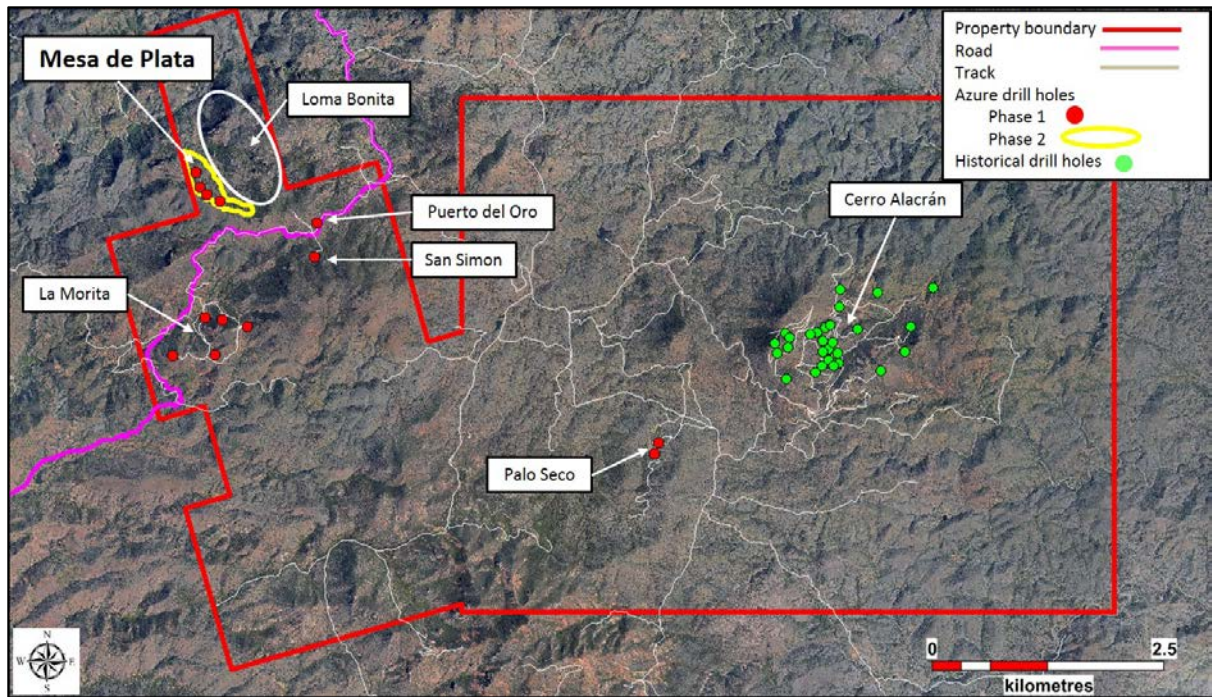 Mesa de Plata
Loma Bonita
Puerto del Oro
San Simon
La Morita
Palo Seco
Cerro Alacrán
Property boundary
Road
Track
Azure drill holes
Phase 1
Phase 2
Historical drill holes
N
W E
S
0 2.5
kilometres